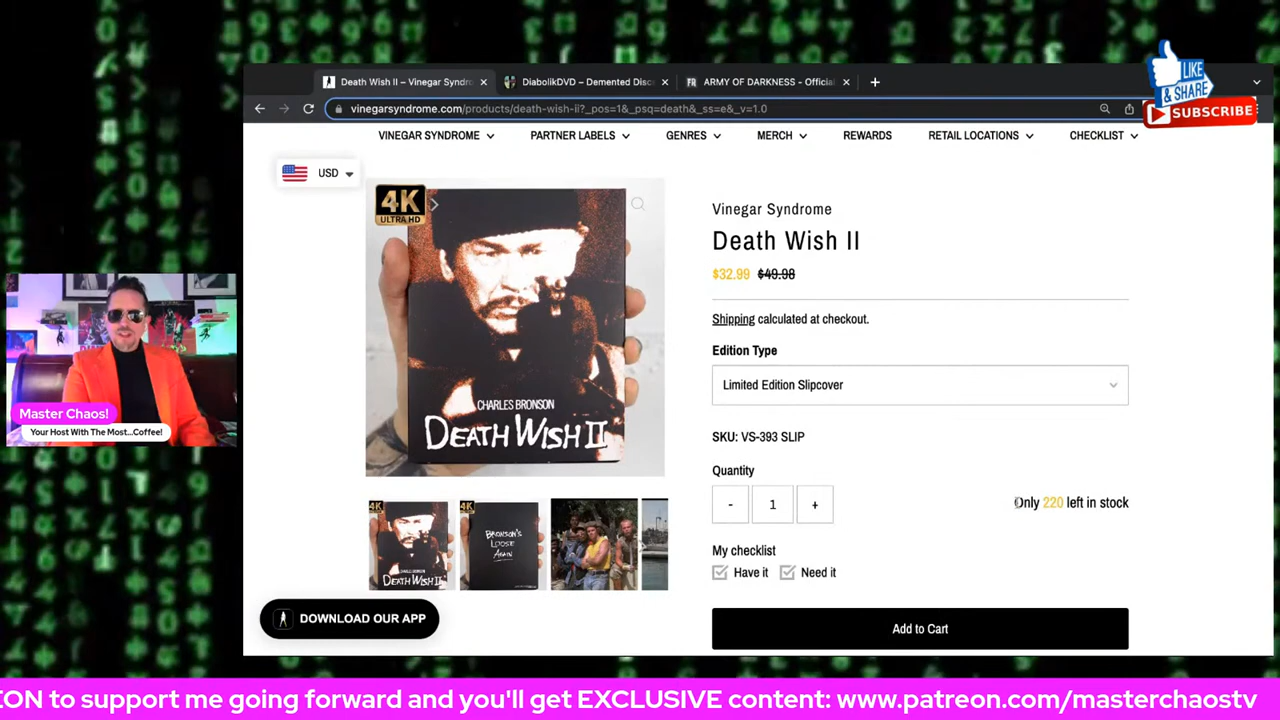 Death Wish II – Vinegar Syndro
DiabolikDVD – Demented Disc
ARMY OF DARKNESS - Official
LIKE
& SHARE
SUBSCRIBE
vinegarsyndrome.com/products/death-wish-ii?_pos=1&_psq=death&_ss=e&_v=1.0
VINEGAR SYNDROME
PARTNER LABELS
GENRES
MERCH
REWARDS
RETAIL LOCATIONS
CHECKLIST
USD
4K
ULTRA HD
CHARLES BRONSON
DEATH WISH II
Vinegar Syndrome
Death Wish II
$32.99 $49.98
Shipping calculated at checkout.
Edition Type
Limited Edition Slipcover
SKU: VS-393 SLIP
Quantity
- 1 +
Only 220 left in stock
My checklist
Have it Need it
Add to Cart
4K
DEATH WISH II
4K
BRONSON'S
LOOSE
AGAIN
DOWNLOAD OUR APP
Master Chaos!
Your Host With The Most...Coffee!
EON to support me going forward and you'll get EXCLUSIVE content: www.patreon.com/masterchaostv